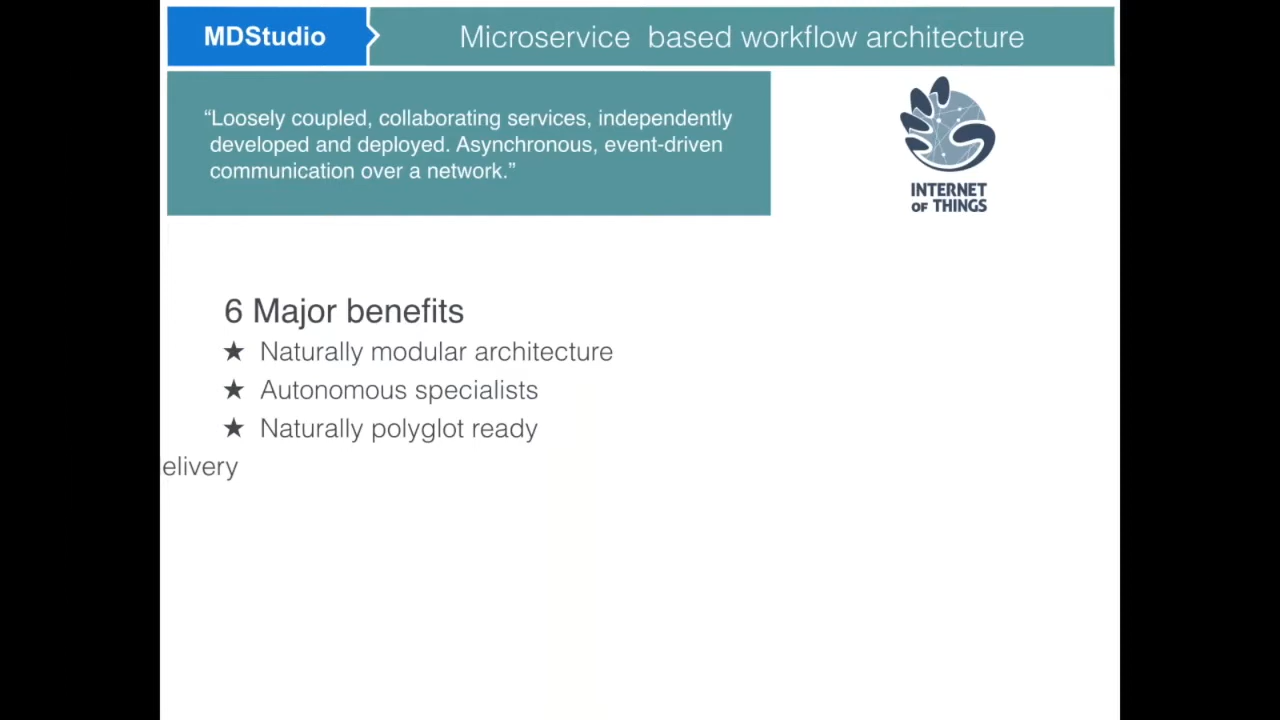 MDStudio
Microservice based workflow architecture
“Loosely coupled, collaborating services, independently
developed and deployed. Asynchronous, event-driven
communication over a network.”
INTERNET
OF THINGS
6 Major benefits
★ Naturally modular architecture
★ Autonomous specialists
★ Naturally polyglot ready
elivery